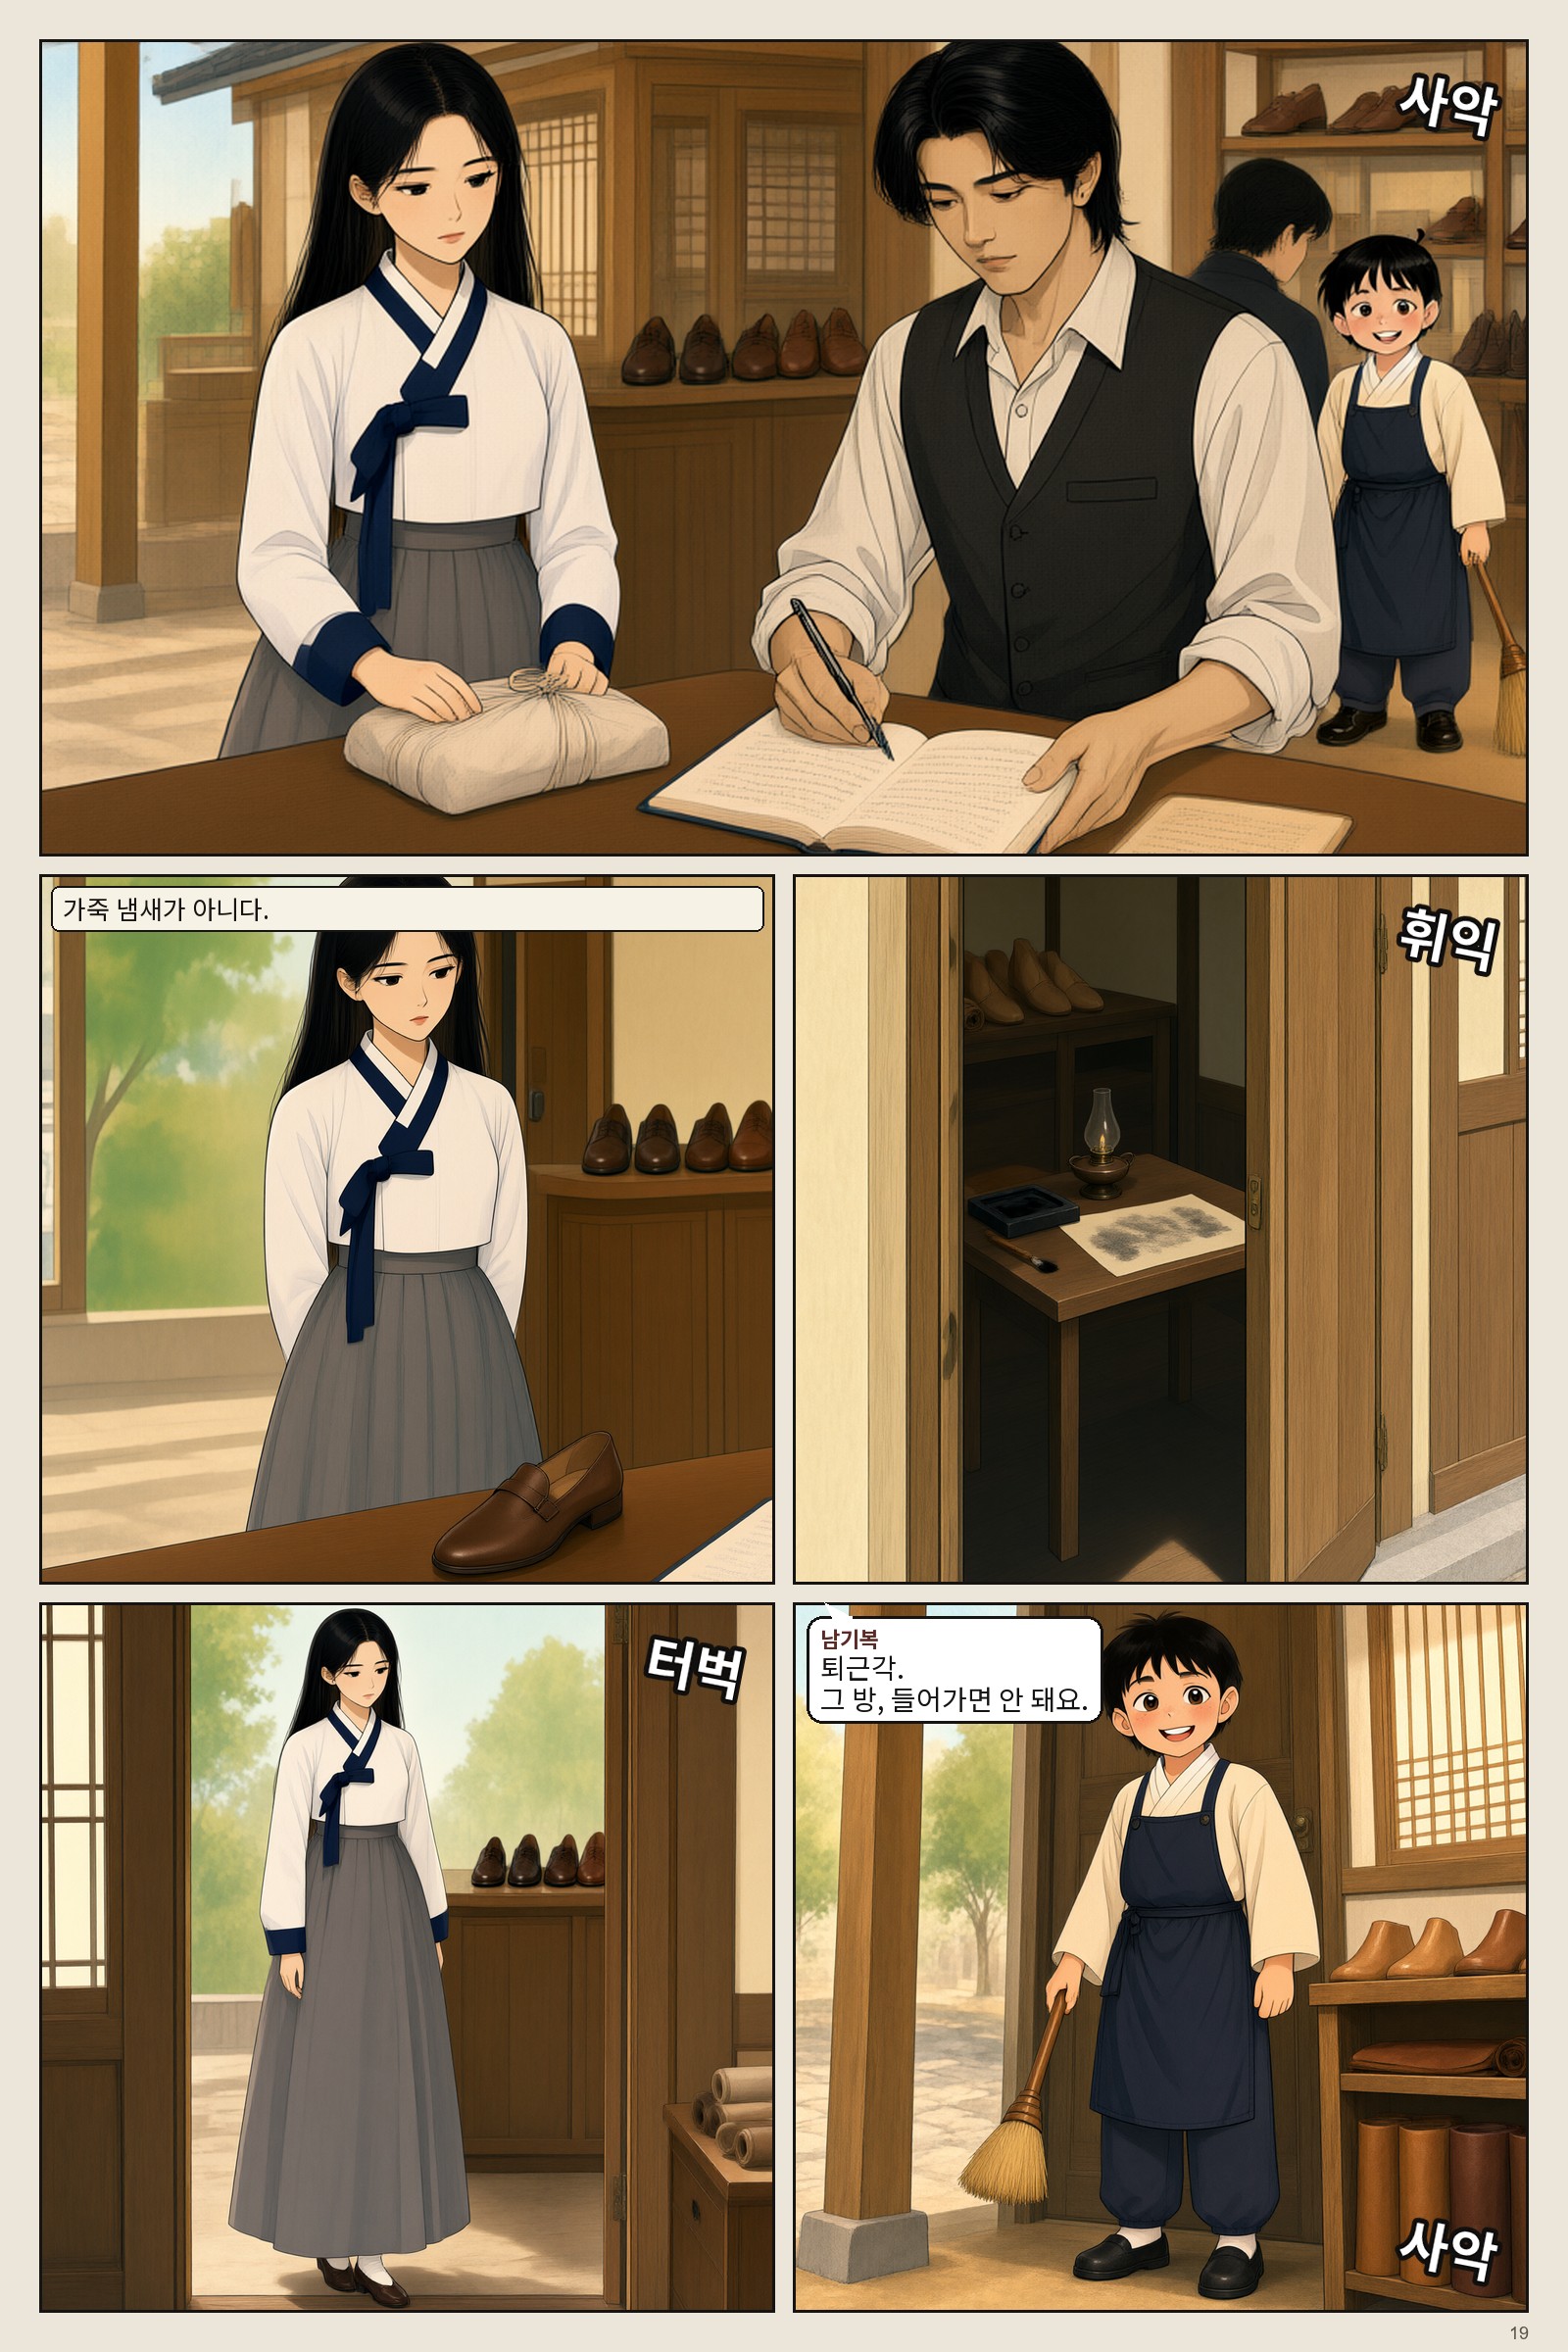 사악
가죽 냄새가 아니다.
휘익
터벅
남기복
퇴근각.
그 방, 들어가면 안 돼요.
사악
19